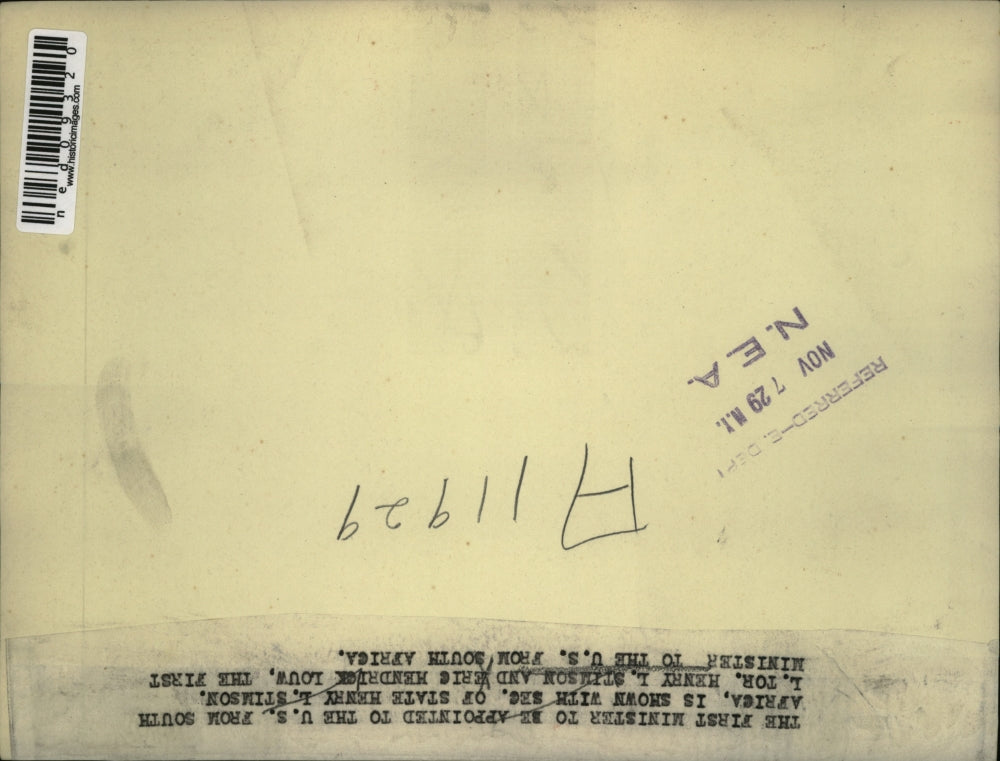 THE FIRST MINISTER TO BE APPOINTED TO THE U.S. FROM SOUTH
AFRICA, IS SHOWN WITH SEC. OF STATE HENRY L. STIMSON.
L. TOR. HENRY L. STIMSON AND ERIC HENDRICK LOUW, THE FIRST
MINISTER TO THE U.S. FROM SOUTH AFRICA.
A 11929
REFERRED-E. DEPT
NOV 7 29 M.X.
N. E. A.
ned09320
www.historicimages.com